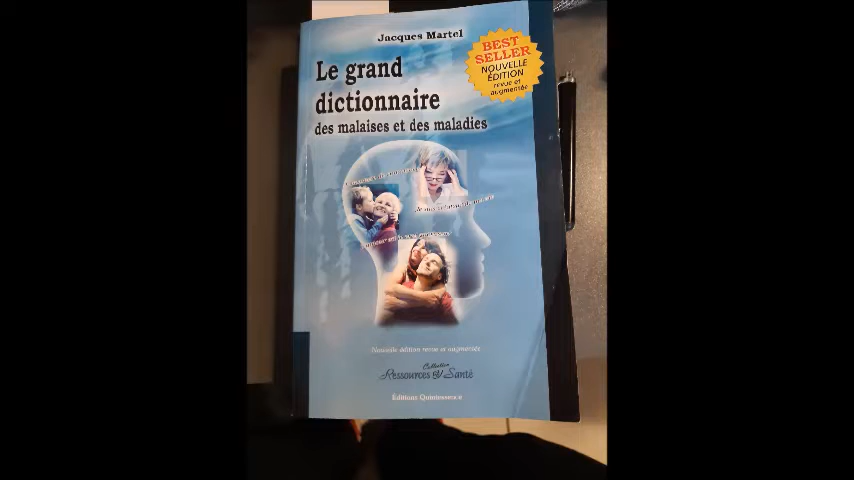 Jacques Martel
BEST
SELLER
NOUVELLE
ÉDITION
revue et
augmentée
Le grand
dictionnaire
des malaises et des maladies
Nouvelle édition revue et augmentée
Collection
Ressources & Santé
Éditions Quintessence